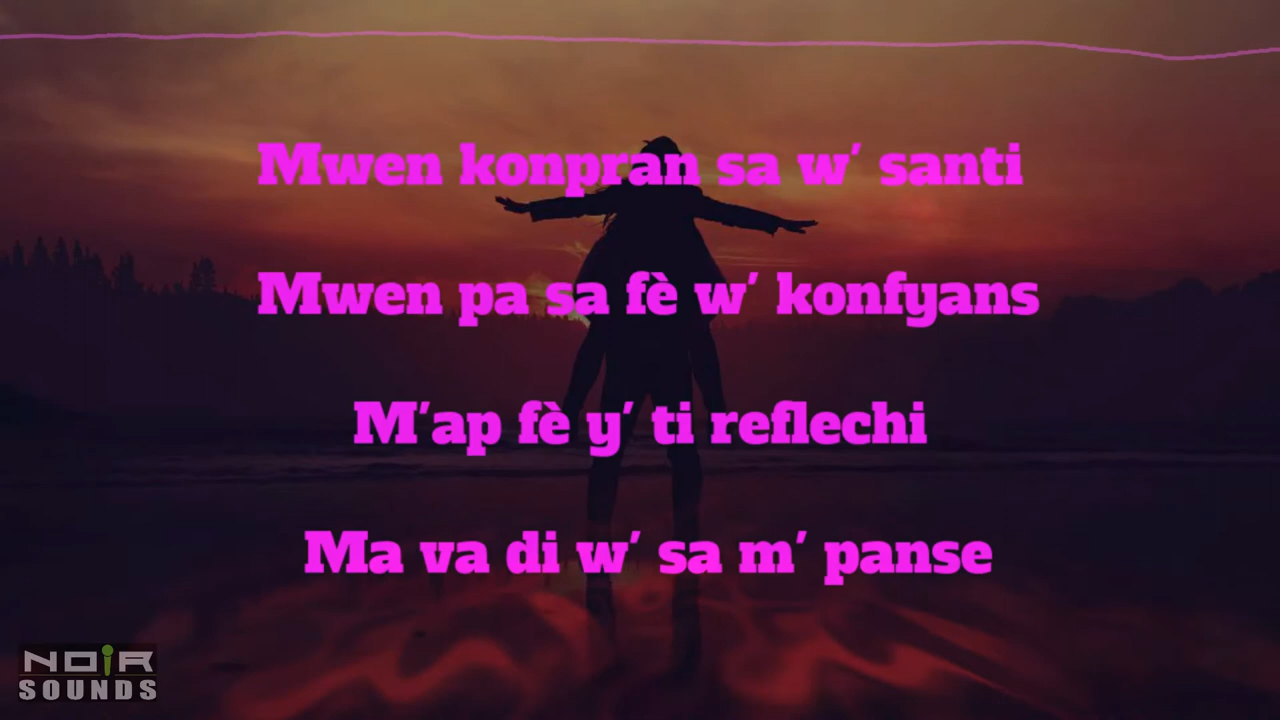 Mwen konpran sa w' santi
Mwen pa sa fè w' konfyans
M'ap fè y' ti reflechi
Ma va di w' sa m' panse
NOiR
SOUNDS